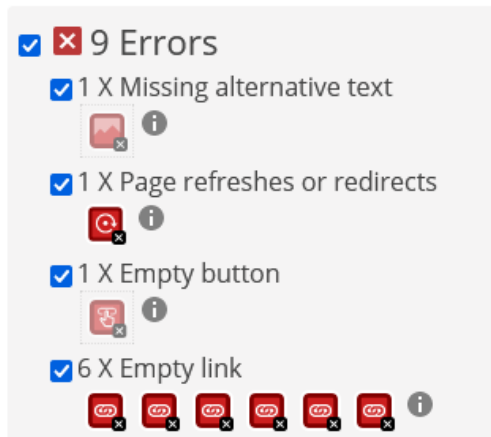 9 Errors
1 X Missing alternative text
1 X Page refreshes or redirects
1 X Empty button
6 X Empty link